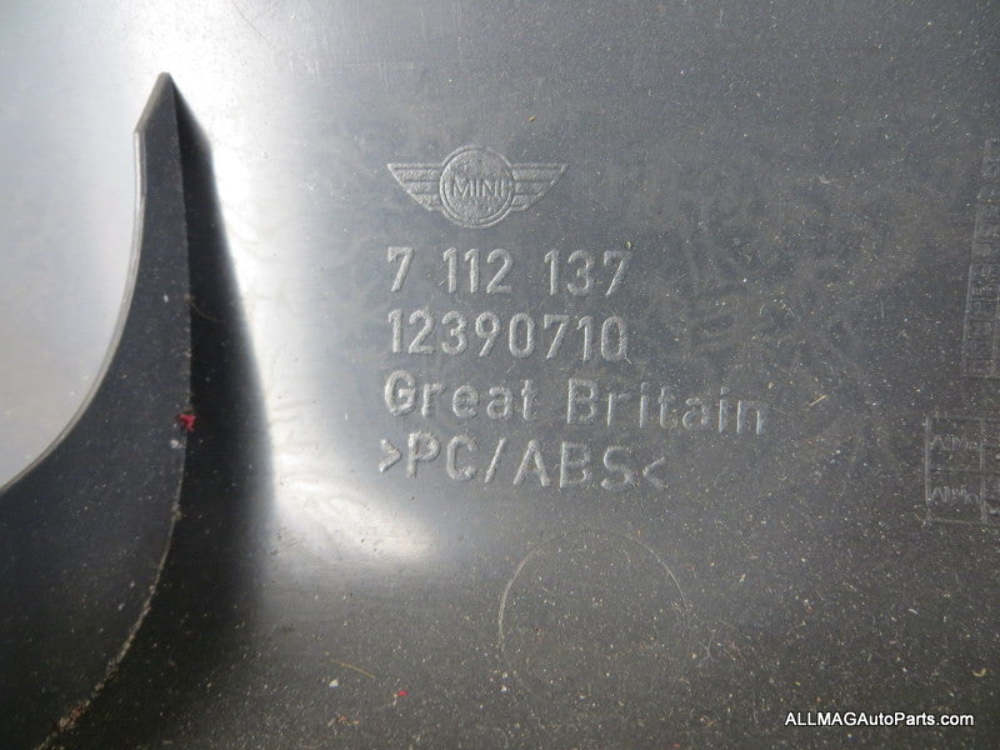 MINI
7 112 137
12390710
Great Britain
>PC/ABS<
ALLMAGAutoParts.com